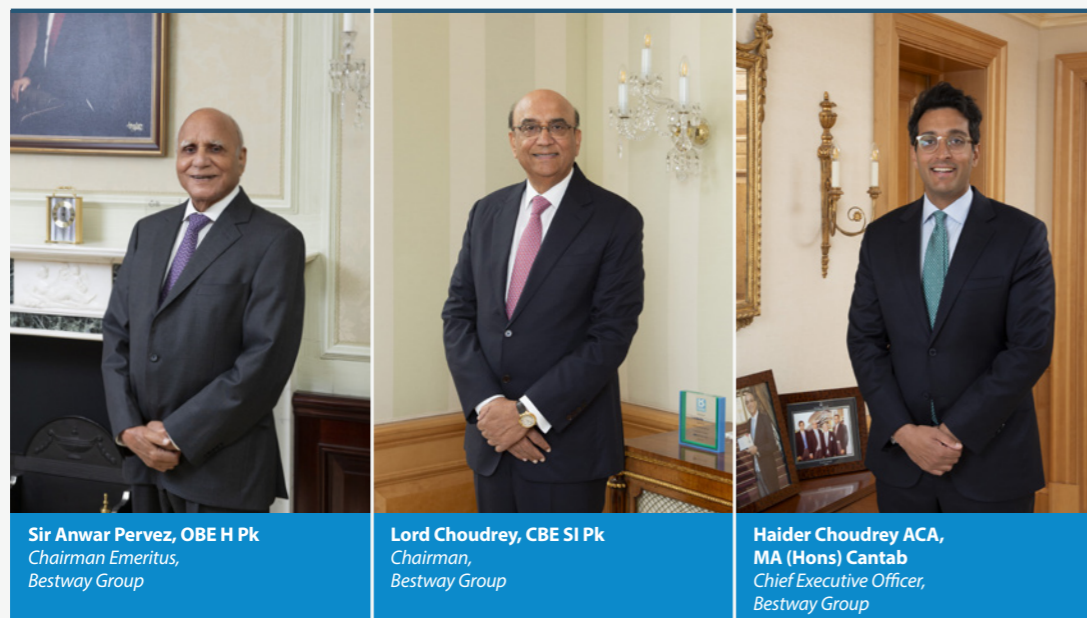 Sir Anwar Pervez, OBE H Pk
Chairman Emeritus,
Bestway Group
Lord Choudrey, CBE SI Pk
Chairman,
Bestway Group
Haider Choudrey ACA,
MA (Hons) Cantab
Chief Executive Officer,
Bestway Group